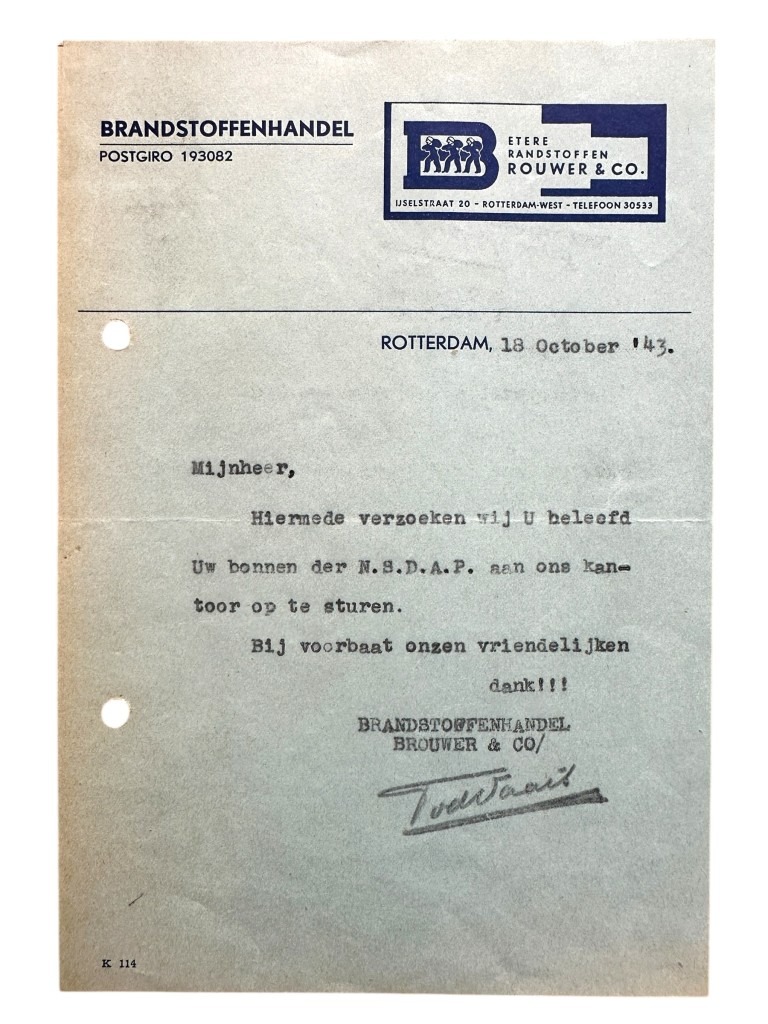 BRANDSTOFFENHANDEL
POSTGIRO 193082
B
ETERE
RANDSTOFFEN
ROUWER & CO.
IJSELSTRAAT 20 - ROTTERDAM-WEST - TELEFOON 30533
ROTTERDAM, 18 October '43.
Mijnheer,
Hiermede verzoeken wij U beleefd
Uw bonnen der N.S.D.A.P. aan ons kan-
toor op te sturen.
Bij voorbaat onzen vriendelijken
dank!!!
BRANDSTOFFENHANDEL
BROUWER & CO/
K 114